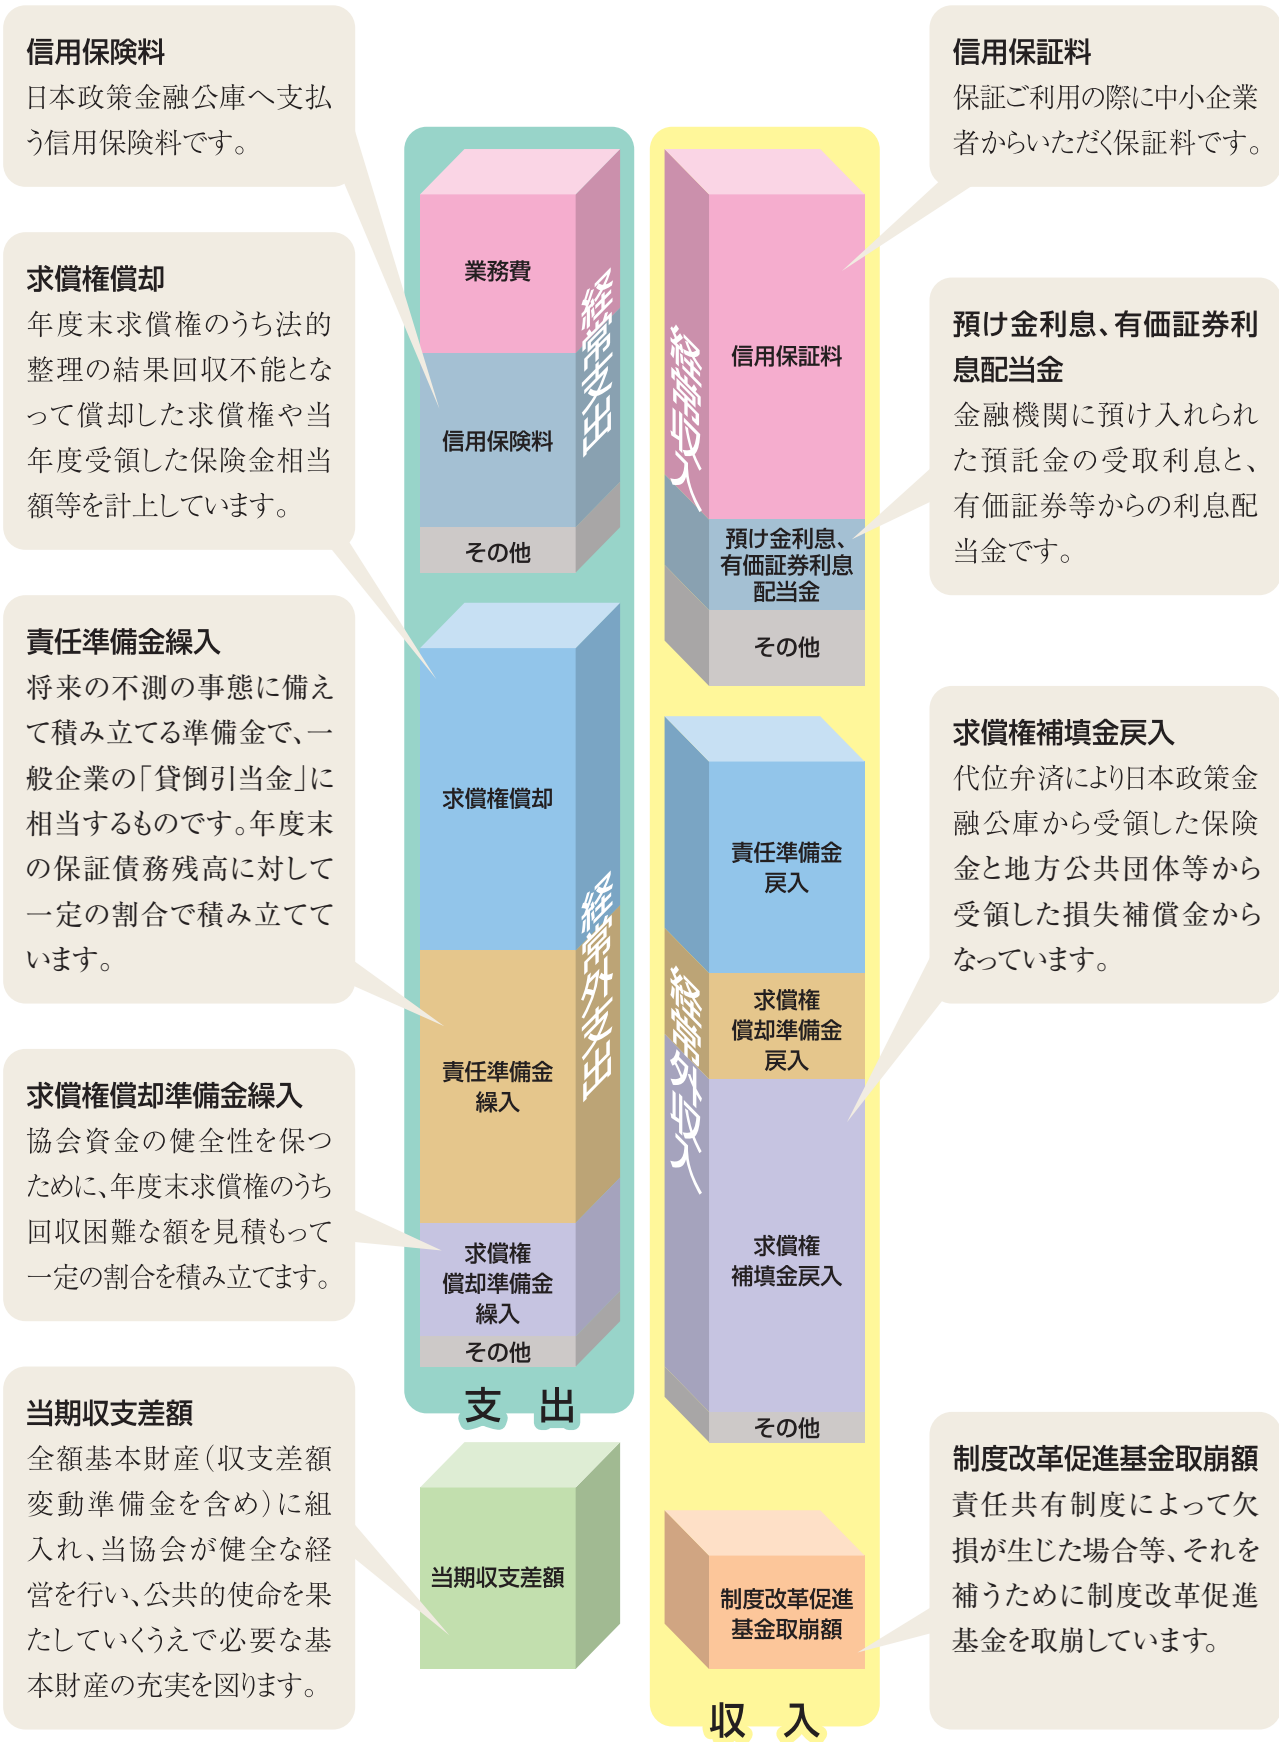 信用保険料
日本政策金融公庫へ支払
う信用保険料です。
求償権償却
年度末求償権のうち法的
整理の結果回収不能とな
って償却した求償権や当
年度受領した保険金相当
額等を計上しています。
責任準備金繰入
将来の不測の事態に備え
て積み立てる準備金で、一
般企業の「貸倒引当金」に
相当するものです。年度末
の保証債務残高に対して
一定の割合で積み立てて
います。
求償権償却準備金繰入
協会資金の健全性を保つ
ために、年度末求償権のうち
回収困難な額を見積もって
一定の割合を積み立てます。
当期収支差額
全額基本財産(収支差額
変動準備金を含め)に組
入れ、当協会が健全な経
営を行い、公共的使命を果
たしていくうえで必要な基
本財産の充実を図ります。
業務費
信用保険料
その他
経常支出
求償権償却
責任準備金
繰入
求償権
償却準備金
繰入
その他
経常外支出
支 出
当期収支差額
経常収入
信用保証料
預け金利息、
有価証券利息
配当金
その他
経常外収入
責任準備金
戻入
求償権
償却準備金
戻入
求償権
補填金戻入
その他
制度改革促進
基金取崩額
収 入
信用保証料
保証ご利用の際に中小企業
者からいただく保証料です。
預け金利息、有価証券利
息配当金
金融機関に預け入れられ
た預託金の受取利息と、
有価証券等からの利息配
当金です。
求償権補填金戻入
代位弁済により日本政策金
融公庫から受領した保険
金と地方公共団体等から
受領した損失補償金から
なっています。
制度改革促進基金取崩額
責任共有制度によって欠
損が生じた場合等、それを
補うために制度改革促進
基金を取崩しています。